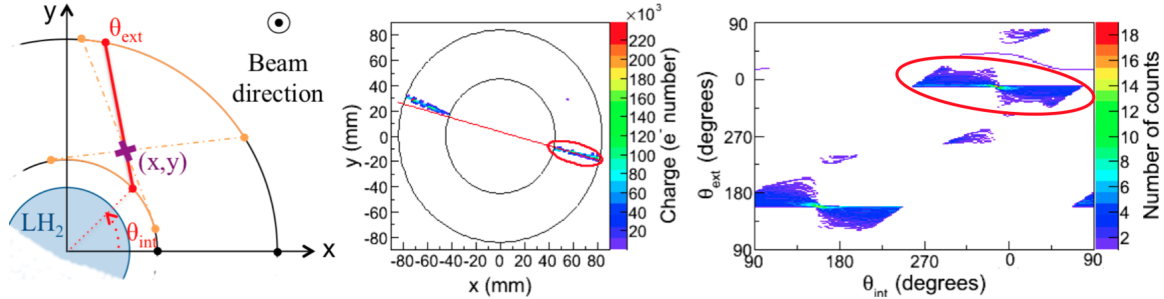 y
θext
Beam
direction
(x,y)
LH2
θint
x
×10³
80
60
40
20
0
-20
-40
-60
-80
y (mm)
-80 -60 -40 -20 0 20 40 60 80
x (mm)
220
200
180
160
140
120
100
80
60
40
20
0
Charge (e⁻ number)
90
0
270
180
90
θext (degrees)
90 180 270 0 90
θint (degrees)
18
16
14
12
10
8
6
4
2
Number of counts